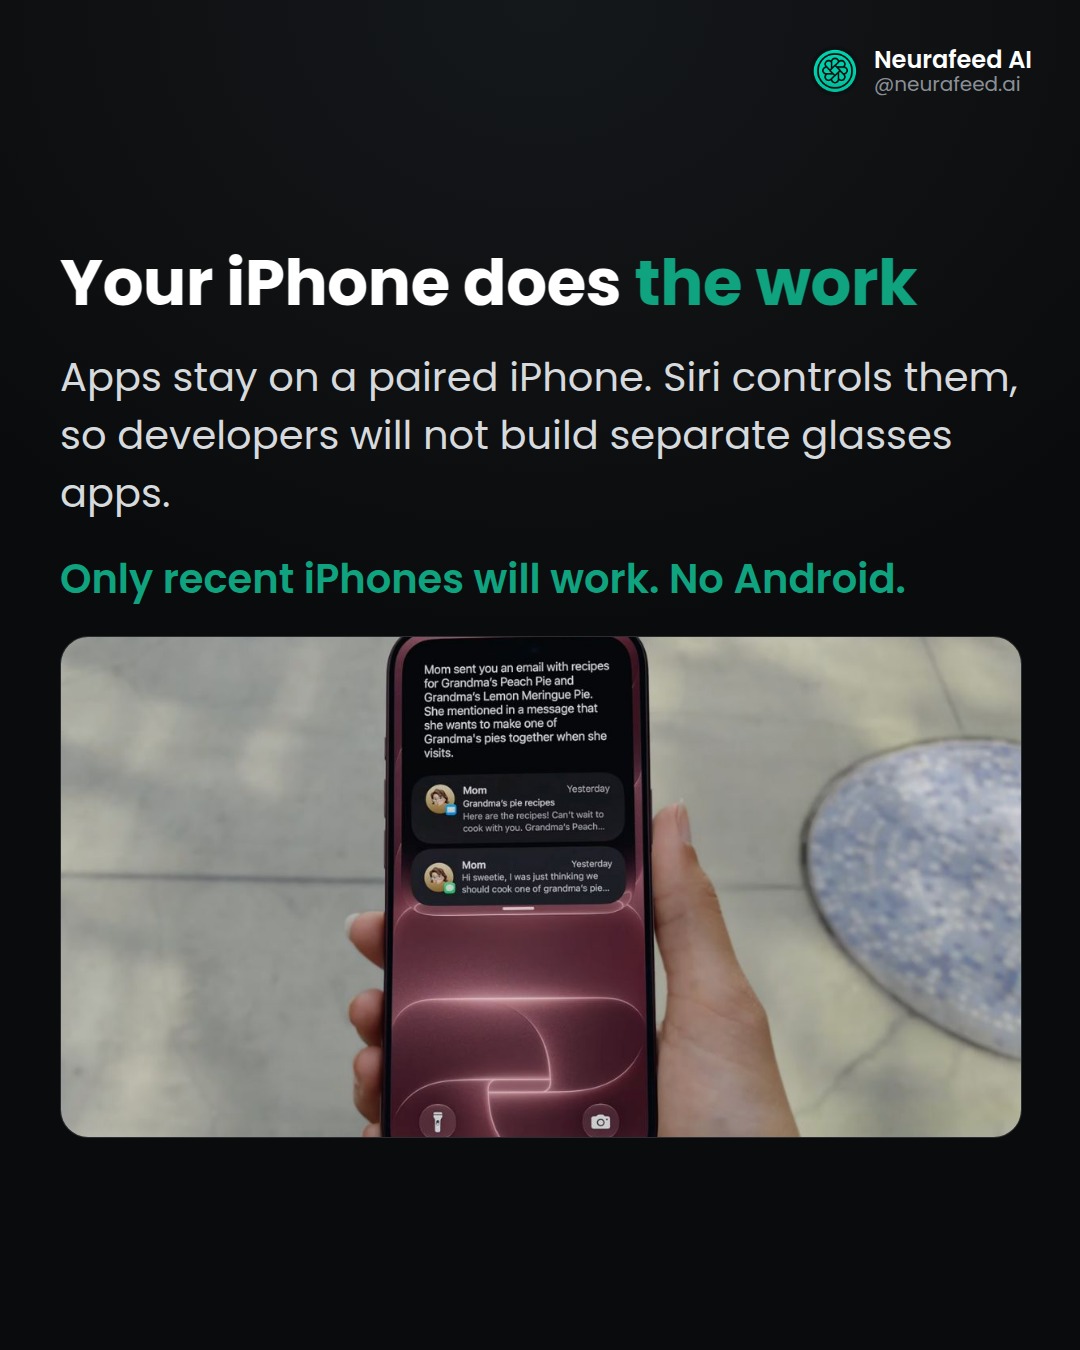 Neurafeed AI
@neurafeed.ai
Your iPhone does the work
Apps stay on a paired iPhone. Siri controls them,
so developers will not build separate glasses
apps.
Only recent iPhones will work. No Android.
Mom sent you an email with recipes
for Grandma's Peach Pie and
Grandma's Lemon Meringue Pie.
She mentioned in a message that
she wants to make one of
Grandma's pies together when she
visits.
Mom Yesterday
Grandma's pie recipes
Here are the recipes! Can't wait to
cook with you. Grandma's Peach...
Mom Yesterday
Hi sweetie, I was just thinking we
should cook one of grandma's pie...